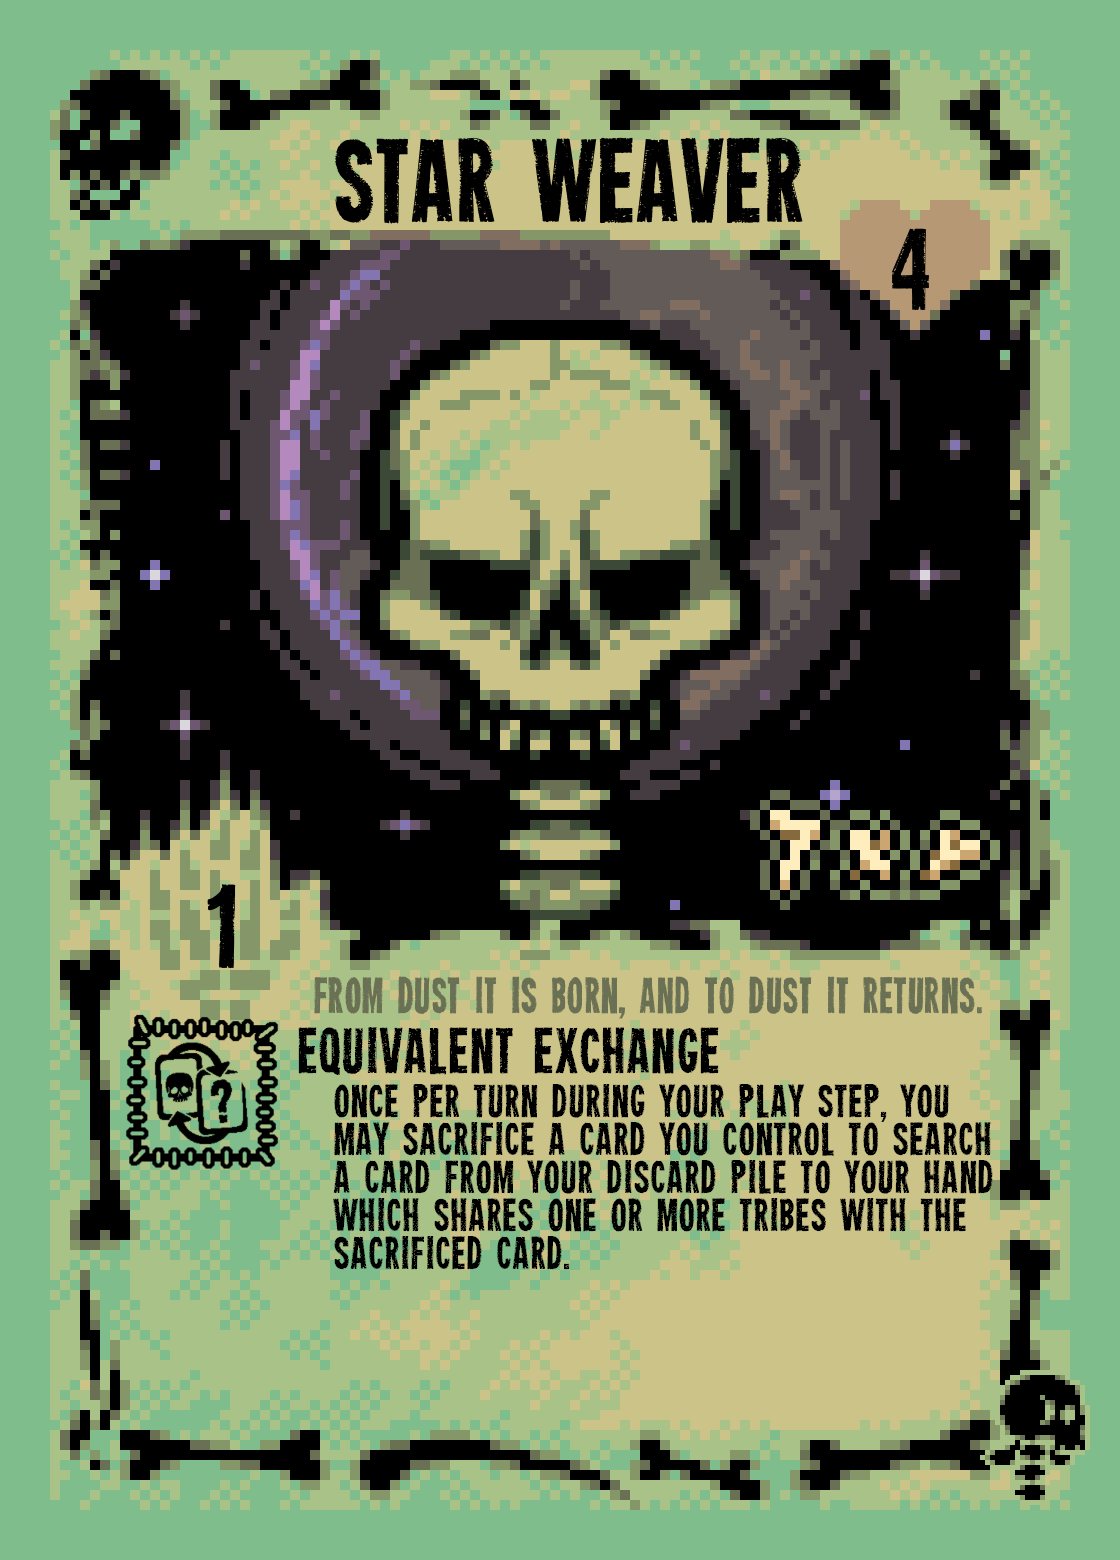 STAR WEAVER
4
1
FROM DUST IT IS BORN, AND TO DUST IT RETURNS.
EQUIVALENT EXCHANGE
?
ONCE PER TURN DURING YOUR PLAY STEP, YOU
MAY SACRIFICE A CARD YOU CONTROL TO SEARCH
A CARD FROM YOUR DISCARD PILE TO YOUR HAND
WHICH SHARES ONE OR MORE TRIBES WITH THE
SACRIFICED CARD.